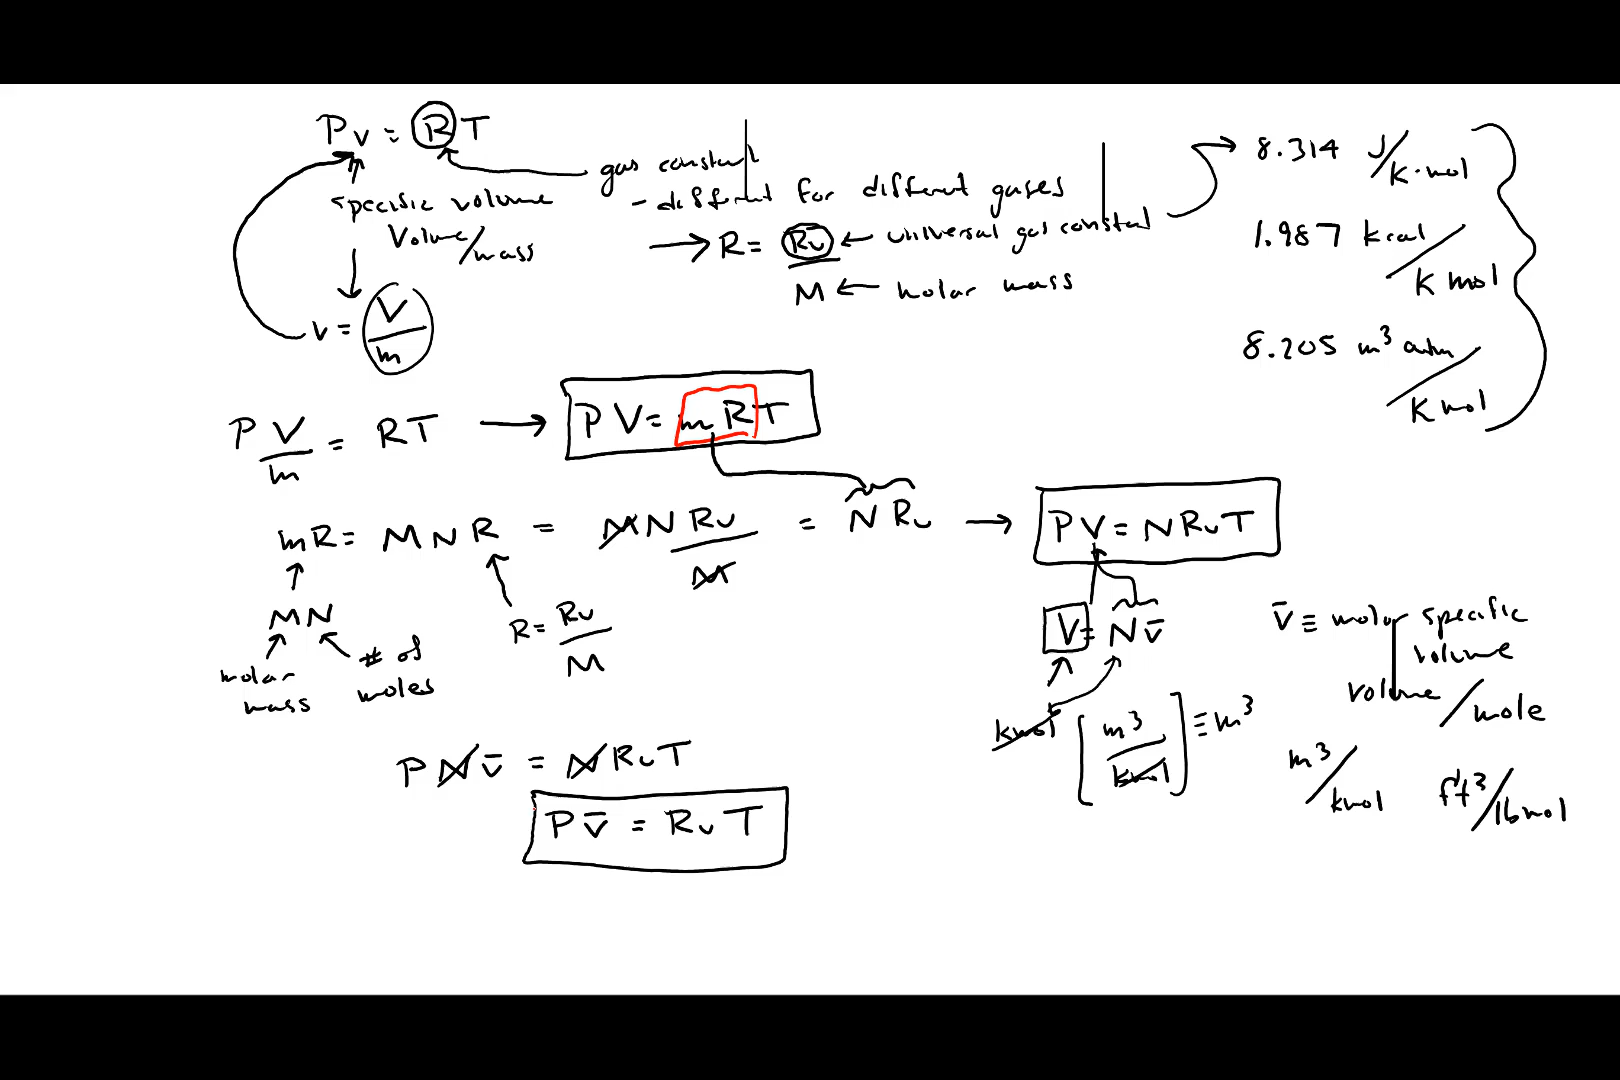 Pv = RT
gas constant
- different for different gases
specific volume
Volume/mass
v = V/m
→ R = Ru/M
← universal gas constant
← molar mass
8.314 J/K·mol
1.987 kcal/K mol
8.205 m³ atm/K mol
P V/m = RT → PV = mRT
mR = MNR = MN Ru/M = NRu → PV = NRuT
MN
molar mass
# of moles
R = Ru/M
V = N v̄
v̄ ≡ molar specific volume
volume/mole
kmol [m³/kmol] ≡ m³
m³/kmol ft³/lbmol
PNv̄ = NRuT
Pv̄ = RuT